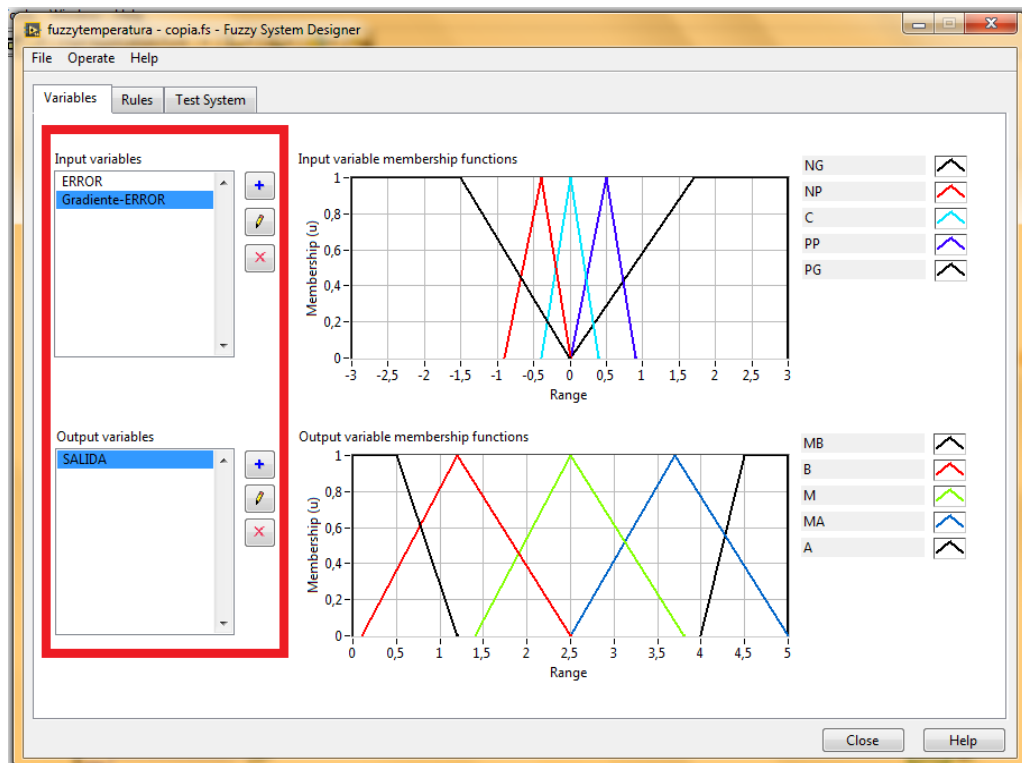 fuzzytemperatura - copia.fs - Fuzzy System Designer
File Operate Help
Variables Rules Test System
Input variables
ERROR
Gradiente-ERROR
Input variable membership functions
Membership (u)
1
0,8
0,6
0,4
0,2
0
-3 -2,5 -2 -1,5 -1 -0,5 0 0,5 1 1,5 2 2,5 3
Range
NG
NP
C
PP
PG
Output variables
SALIDA
Output variable membership functions
Membership (u)
1
0,8
0,6
0,4
0,2
0
0 0,5 1 1,5 2 2,5 3 3,5 4 4,5 5
Range
MB
B
M
MA
A
Close Help